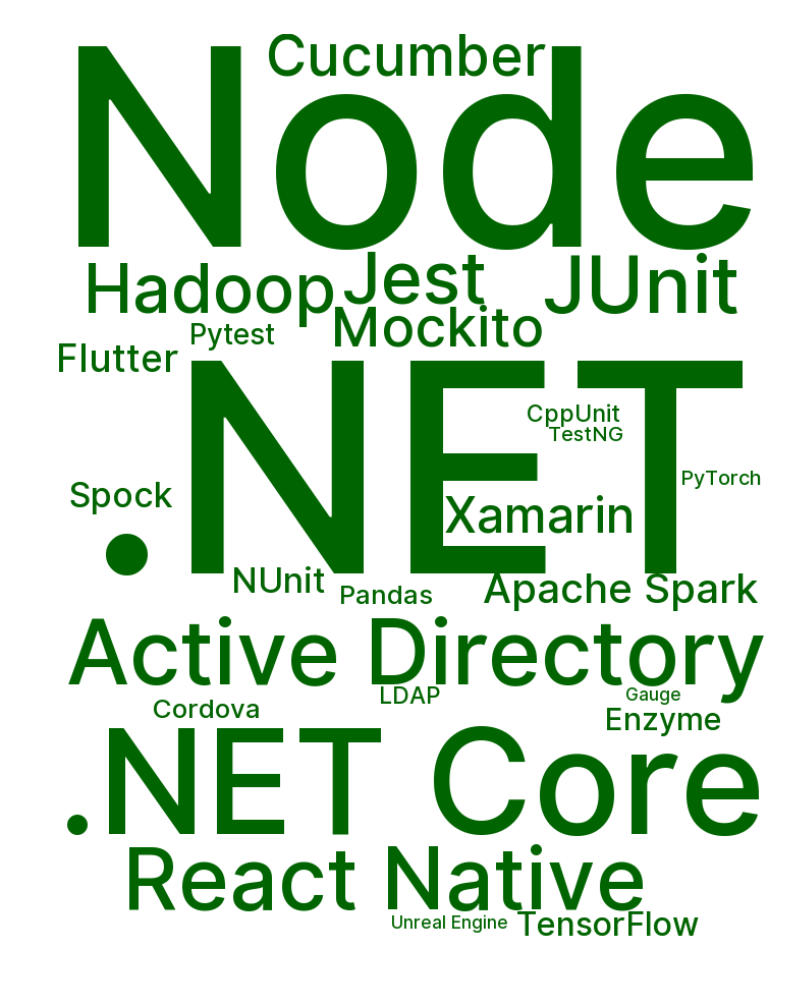 Cucumber
Node
Hadoop
Jest
JUnit
Mockito
Pytest
Flutter
.NET
CppUnit
TestNG
PyTorch
Spock
Xamarin
NUnit
Pandas
Apache Spark
Active Directory
LDAP
Gauge
Cordova
Enzyme
.NET Core
React Native
Unreal Engine
TensorFlow